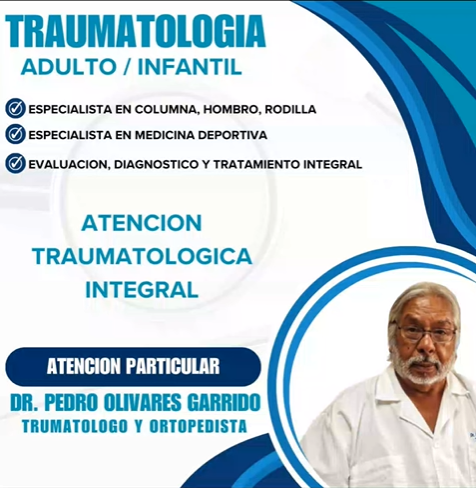 TRAUMATOLOGIA
ADULTO / INFANTIL
ESPECIALISTA EN COLUMNA, HOMBRO, RODILLA
ESPECIALISTA EN MEDICINA DEPORTIVA
EVALUACION, DIAGNOSTICO Y TRATAMIENTO INTEGRAL
ATENCION
TRAUMATOLOGICA
INTEGRAL
ATENCION PARTICULAR
DR. PEDRO OLIVARES GARRIDO
TRUMATOLOGO Y ORTOPEDISTA